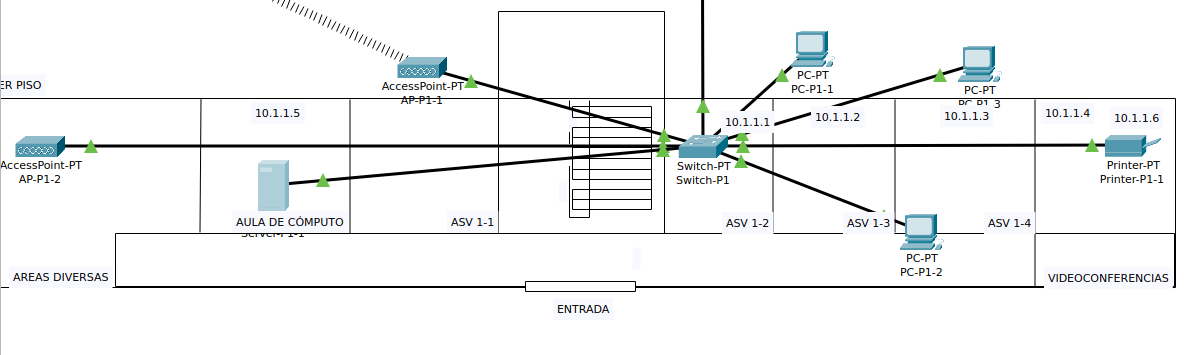 ER PISO
AccessPoint-PT
AP-P1-1
PC-PT
PC-P1-1
PC-PT
PC-P1-3
10.1.1.5
10.1.1.1
10.1.1.2
10.1.1.3
10.1.1.4
10.1.1.6
AccessPoint-PT
AP-P1-2
Switch-PT
Switch-P1
Printer-PT
Printer-P1-1
AULA DE CÓMPUTO
Server-P1-1
ASV 1-1
ASV 1-2
ASV 1-3
ASV 1-4
PC-PT
PC-P1-2
AREAS DIVERSAS
VIDEOCONFERENCIAS
ENTRADA